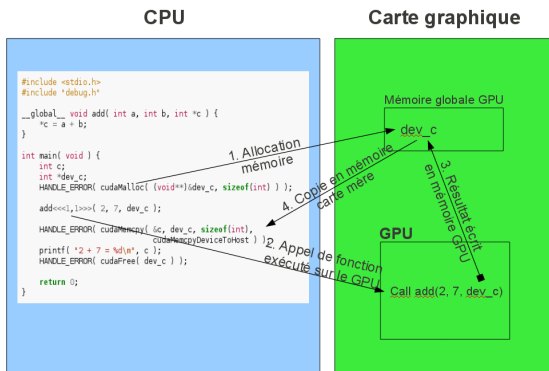 CPU
Carte graphique
#include <stdio.h>
#include "debug.h"
__global__ void add( int a, int b, int *c ) {
*c = a + b;
}
int main( void ) {
int c;
int *dev_c;
HANDLE_ERROR( cudaMalloc( (void**)&dev_c, sizeof(int) ) );
add<<<1,1>>>( 2, 7, dev_c );
HANDLE_ERROR( cudaMemcpy( &c, dev_c, sizeof(int),
cudaMemcpyDeviceToHost ) );
printf( "2 + 7 = %d\n", c );
HANDLE_ERROR( cudaFree( dev_c ) );
return 0;
}
1. Allocation
mémoire
4. Copie en mémoire
carte mère
2. Appel de fonction
exécuté sur le GPU
Mémoire globale GPU
dev_c
3. Résultat écrit
en mémoire GPU
GPU
Call add(2, 7, dev_c)